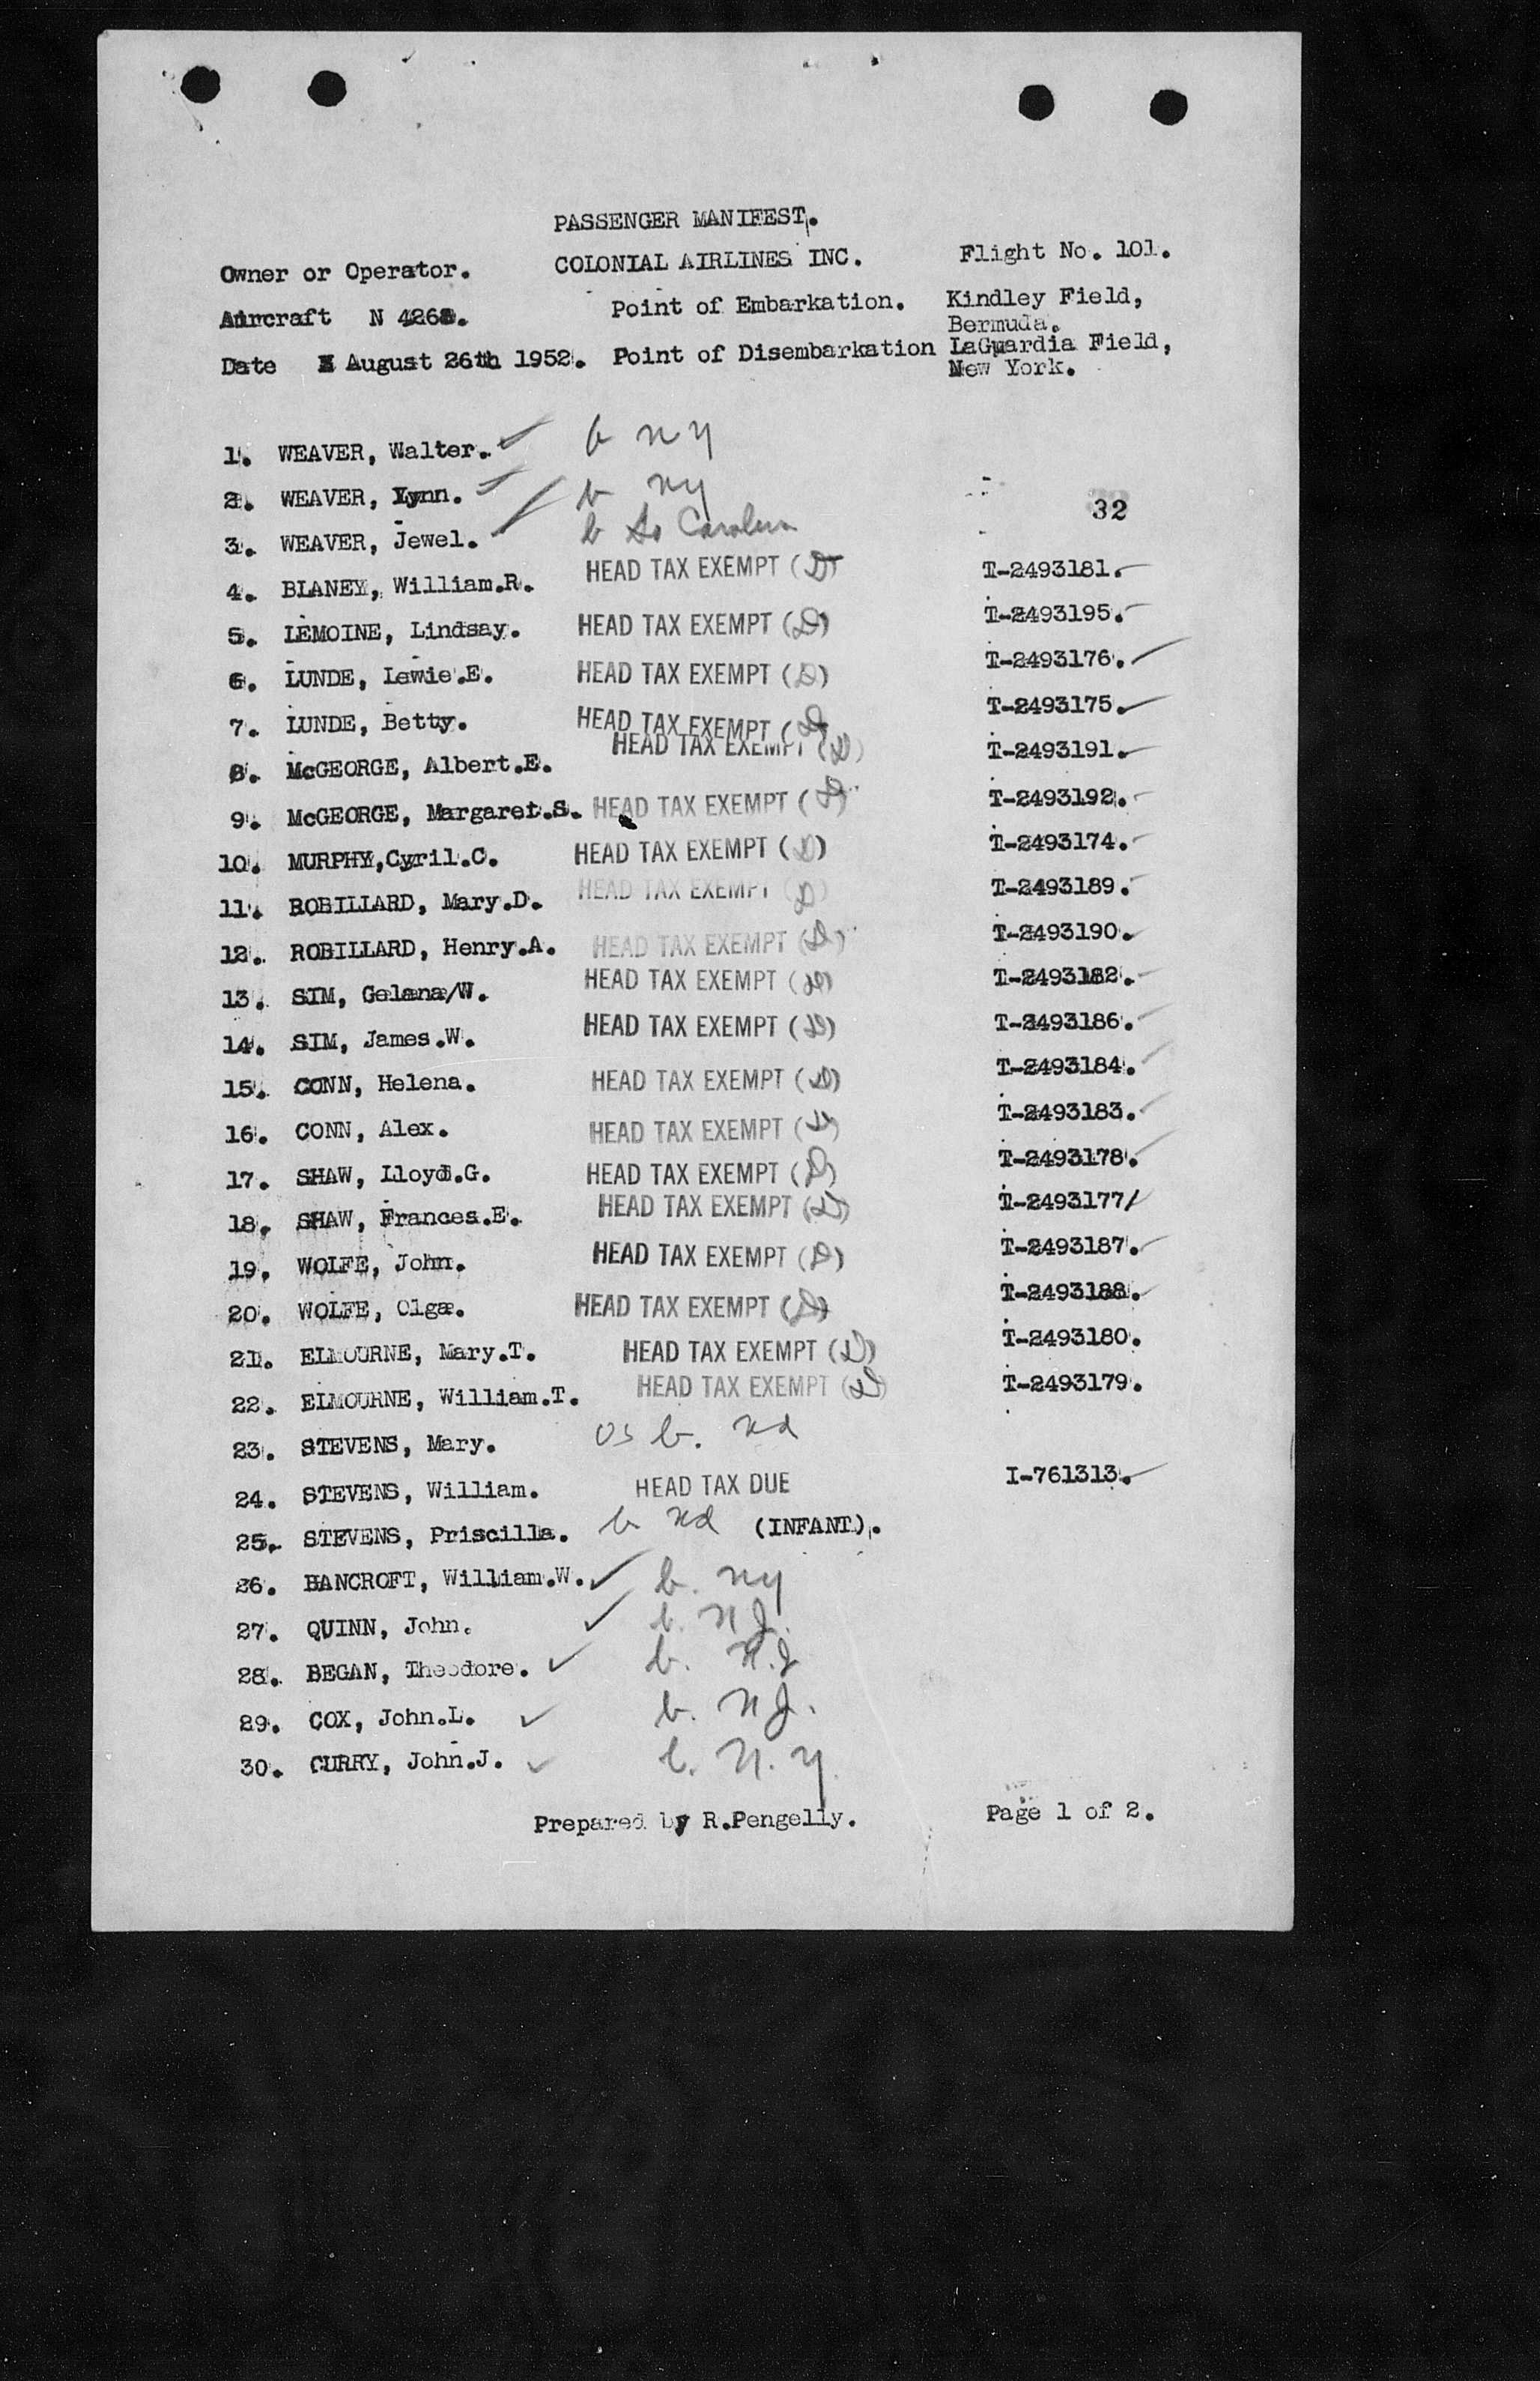 PASSENGER MANIFEST.
Owner or Operator. COLONIAL AIRLINES INC. Flight No. 101.
Aircraft N Point of Embarkation. Kindley Field,
Bermuda.
Date August 26th 1952. Point of Disembarkation LaGuardia Field,
New York.
1. WEAVER, Walter. b ny
2. WEAVER, Lynn. b ny
32
3. WEAVER, Jewel. b So Carolina
4. BLANEY, William.R. HEAD TAX EXEMPT (D) T-2493181.
5. LEMOINE, Lindsay. HEAD TAX EXEMPT (D) T-2493195.
6. LUNDE, Lewie.E. HEAD TAX EXEMPT (D) T-2493176.
7. LUNDE, Betty. HEAD TAX EXEMPT (D) T-2493175.
8. McGEORGE, Albert.E. HEAD TAX EXEMPT (D) T-2493191.
9. McGEORGE, Margaret.S. HEAD TAX EXEMPT (D) T-2493192.
10. MURPHY,Cyril.C. HEAD TAX EXEMPT (D) T-2493174.
11. ROBILLARD, Mary.D. HEAD TAX EXEMPT (D) T-2493189.
12. ROBILLARD, Henry.A. HEAD TAX EXEMPT (D) T-2493190.
13. SIM, Gelana/W. HEAD TAX EXEMPT (D) T-2493182.
14. SIM, James.W. HEAD TAX EXEMPT (D) T-2493186.
15. CONN, Helena. HEAD TAX EXEMPT (D) T-2493184.
16. CONN, Alex. HEAD TAX EXEMPT (D) T-2493183.
17. SHAW, Lloyd.G. HEAD TAX EXEMPT (D) T-2493178.
18. SHAW, Frances.E. HEAD TAX EXEMPT (D) T-2493177/
19. WOLFE, John. HEAD TAX EXEMPT (D) T-2493187.
20. WOLFE, Olga. HEAD TAX EXEMPT (D) T-2493188.
21. ELMOURNE, Mary.T. HEAD TAX EXEMPT (D) T-2493180.
22. ELMOURNE, William.T. HEAD TAX EXEMPT (D) T-2493179.
23. STEVENS, Mary. US b.
24. STEVENS, William. HEAD TAX DUE I-761313.
25. STEVENS, Priscilla. b (INFANT).
26. BANCROFT, William.W. b. ny
27. QUINN, John. b. NJ.
28. BEGAN, Theodore. b. N.J
29. COX, John.L. b. NJ.
30. CURRY, John.J. b. N.Y.
Prepared by R.Pengelly. Page 1 of 2.